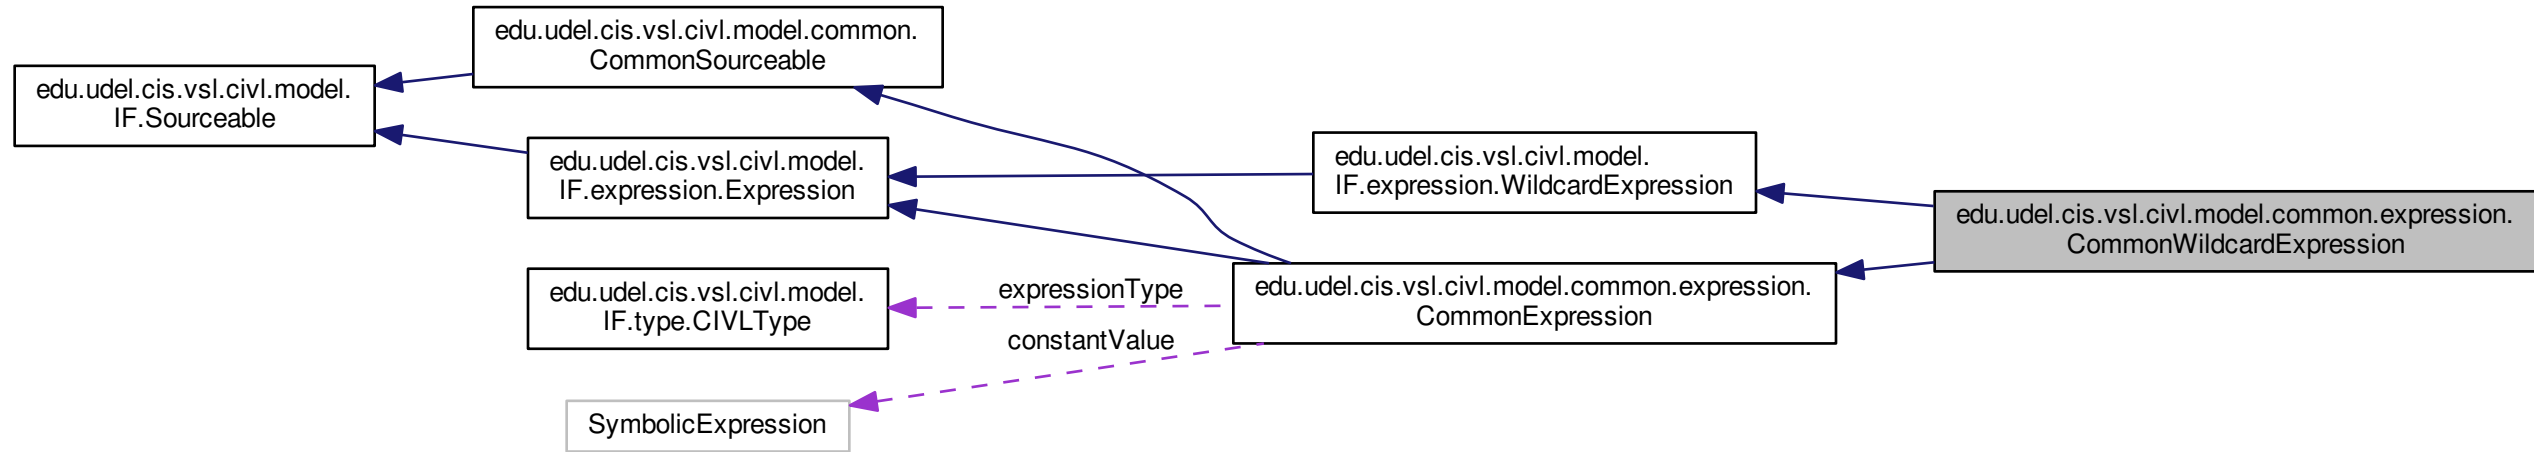 edu.udel.cis.vsl.civl.model.common.
CommonSourceable
edu.udel.cis.vsl.civl.model.
IF.Sourceable
edu.udel.cis.vsl.civl.model.
IF.expression.Expression
edu.udel.cis.vsl.civl.model.
IF.expression.WildcardExpression
edu.udel.cis.vsl.civl.model.common.expression.
CommonWildcardExpression
edu.udel.cis.vsl.civl.model.
IF.type.CIVLType
expressionType
edu.udel.cis.vsl.civl.model.common.expression.
CommonExpression
constantValue
SymbolicExpression